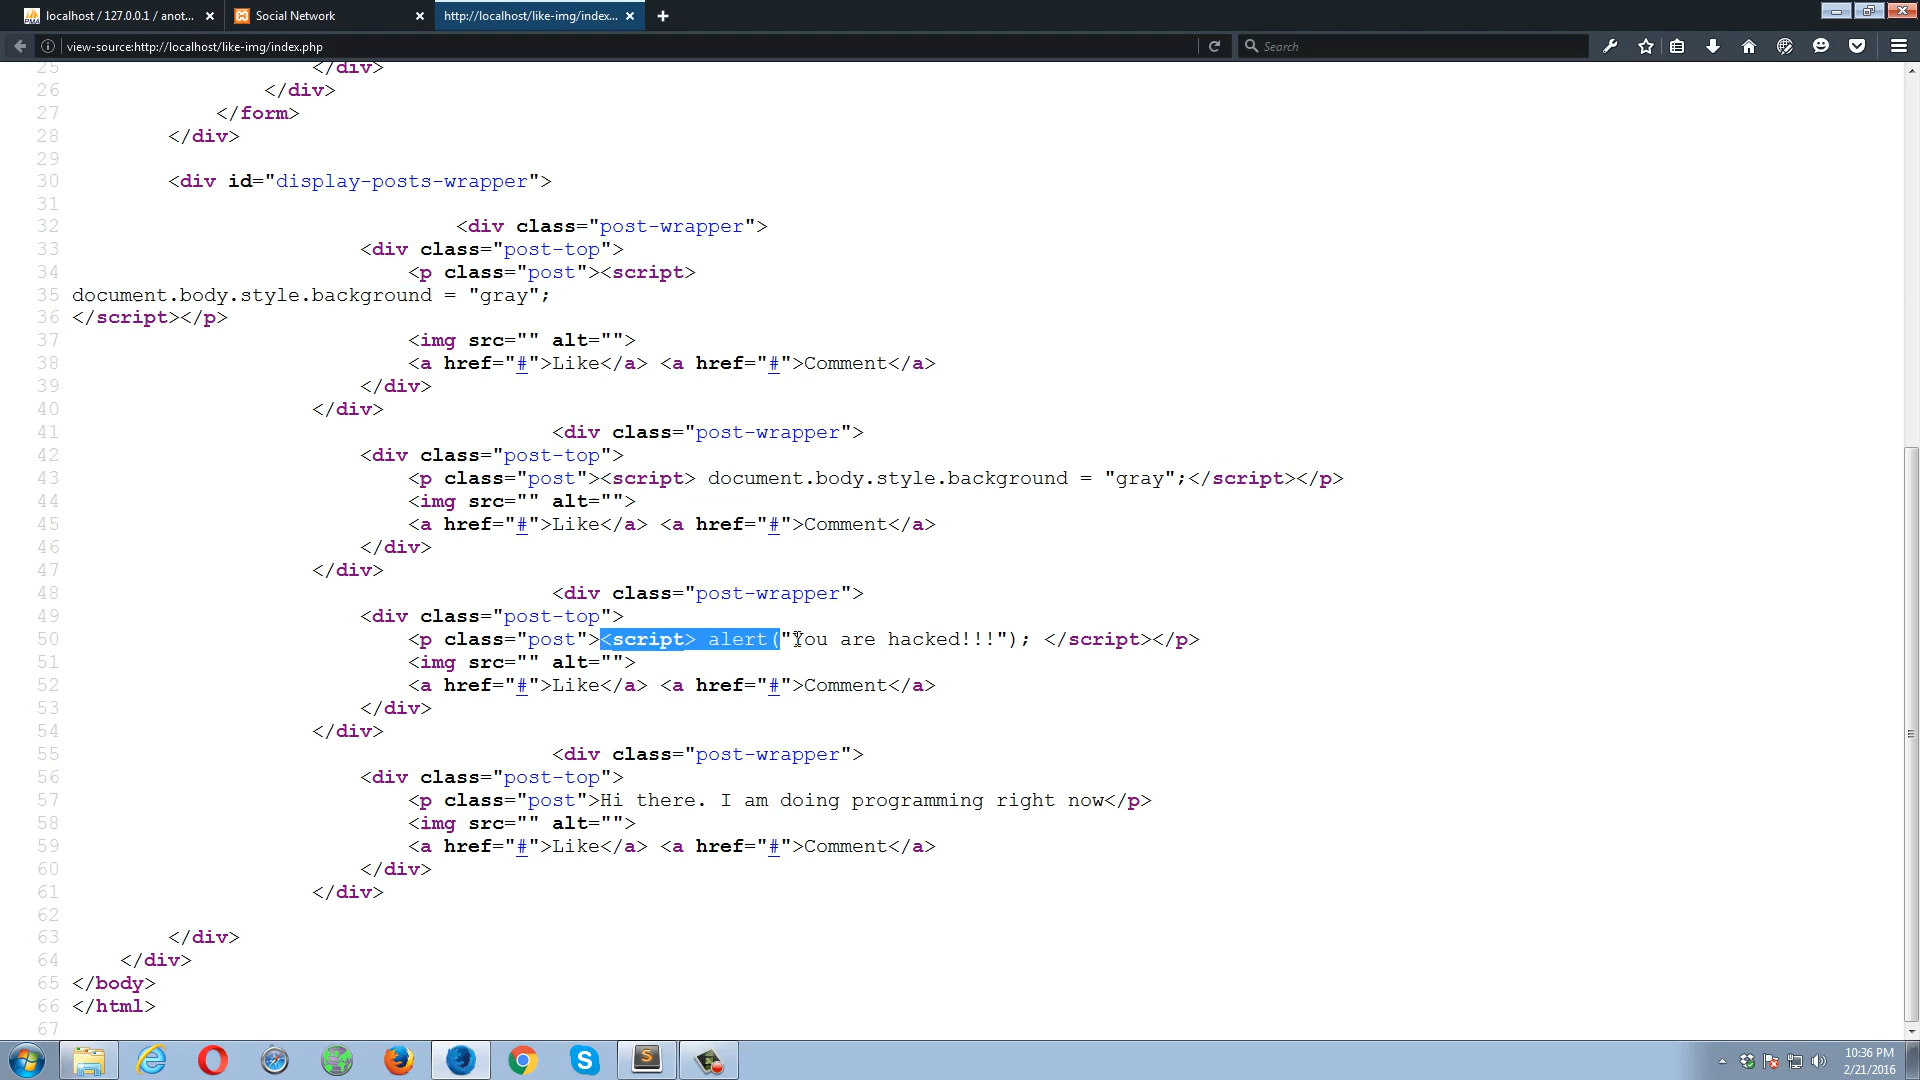 localhost / 127.0.0.1 / anot...
Social Network
http://localhost/like-img/index...
view-source:http://localhost/like-img/index.php
Search
25 </div>
26 </div>
27 </form>
28 </div>
29
30 <div id="display-posts-wrapper">
31
32 <div class="post-wrapper">
33 <div class="post-top">
34 <p class="post"><script>
35 document.body.style.background = "gray";
36 </script></p>
37 <img src="" alt="">
38 <a href="#">Like</a> <a href="#">Comment</a>
39 </div>
40 </div>
41 <div class="post-wrapper">
42 <div class="post-top">
43 <p class="post"><script> document.body.style.background = "gray";</script></p>
44 <img src="" alt="">
45 <a href="#">Like</a> <a href="#">Comment</a>
46 </div>
47 </div>
48 <div class="post-wrapper">
49 <div class="post-top">
50 <p class="post"><script> alert("You are hacked!!!"); </script></p>
51 <img src="" alt="">
52 <a href="#">Like</a> <a href="#">Comment</a>
53 </div>
54 </div>
55 <div class="post-wrapper">
56 <div class="post-top">
57 <p class="post">Hi there. I am doing programming right now</p>
58 <img src="" alt="">
59 <a href="#">Like</a> <a href="#">Comment</a>
60 </div>
61 </div>
62
63 </div>
64 </div>
65 </body>
66 </html>
67
10:36 PM
2/21/2016